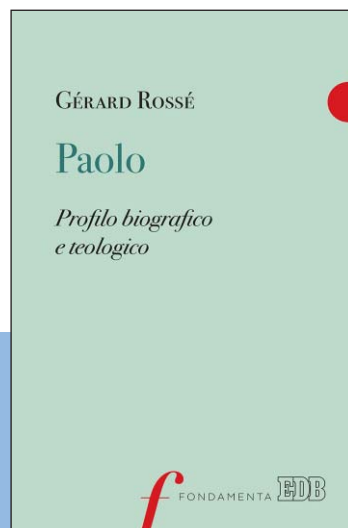 GÉRARD ROSSÉ
Paolo
Profilo biografico
e teologico
f FONDAMENTA EDB